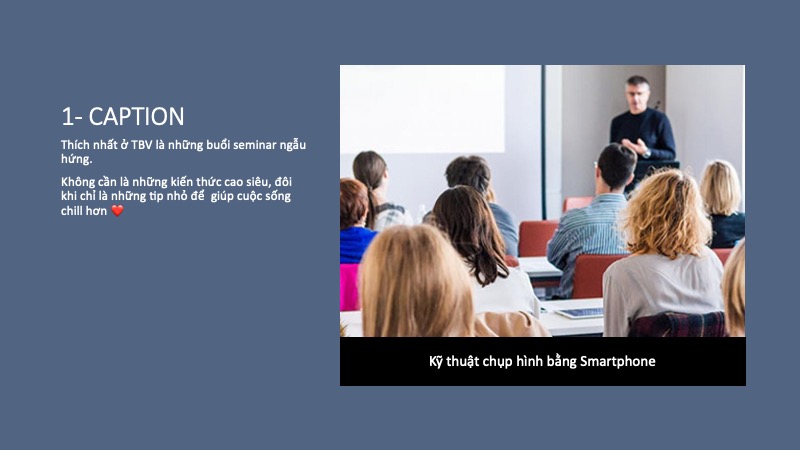 1- CAPTION
Thích nhất ở TBV là những buổi seminar ngẫu
hứng.
Không cần là những kiến thức cao siêu, đôi
khi chỉ là những tip nhỏ để  giúp cuộc sống
chill hơn ❤️
Kỹ thuật chụp hình bằng Smartphone